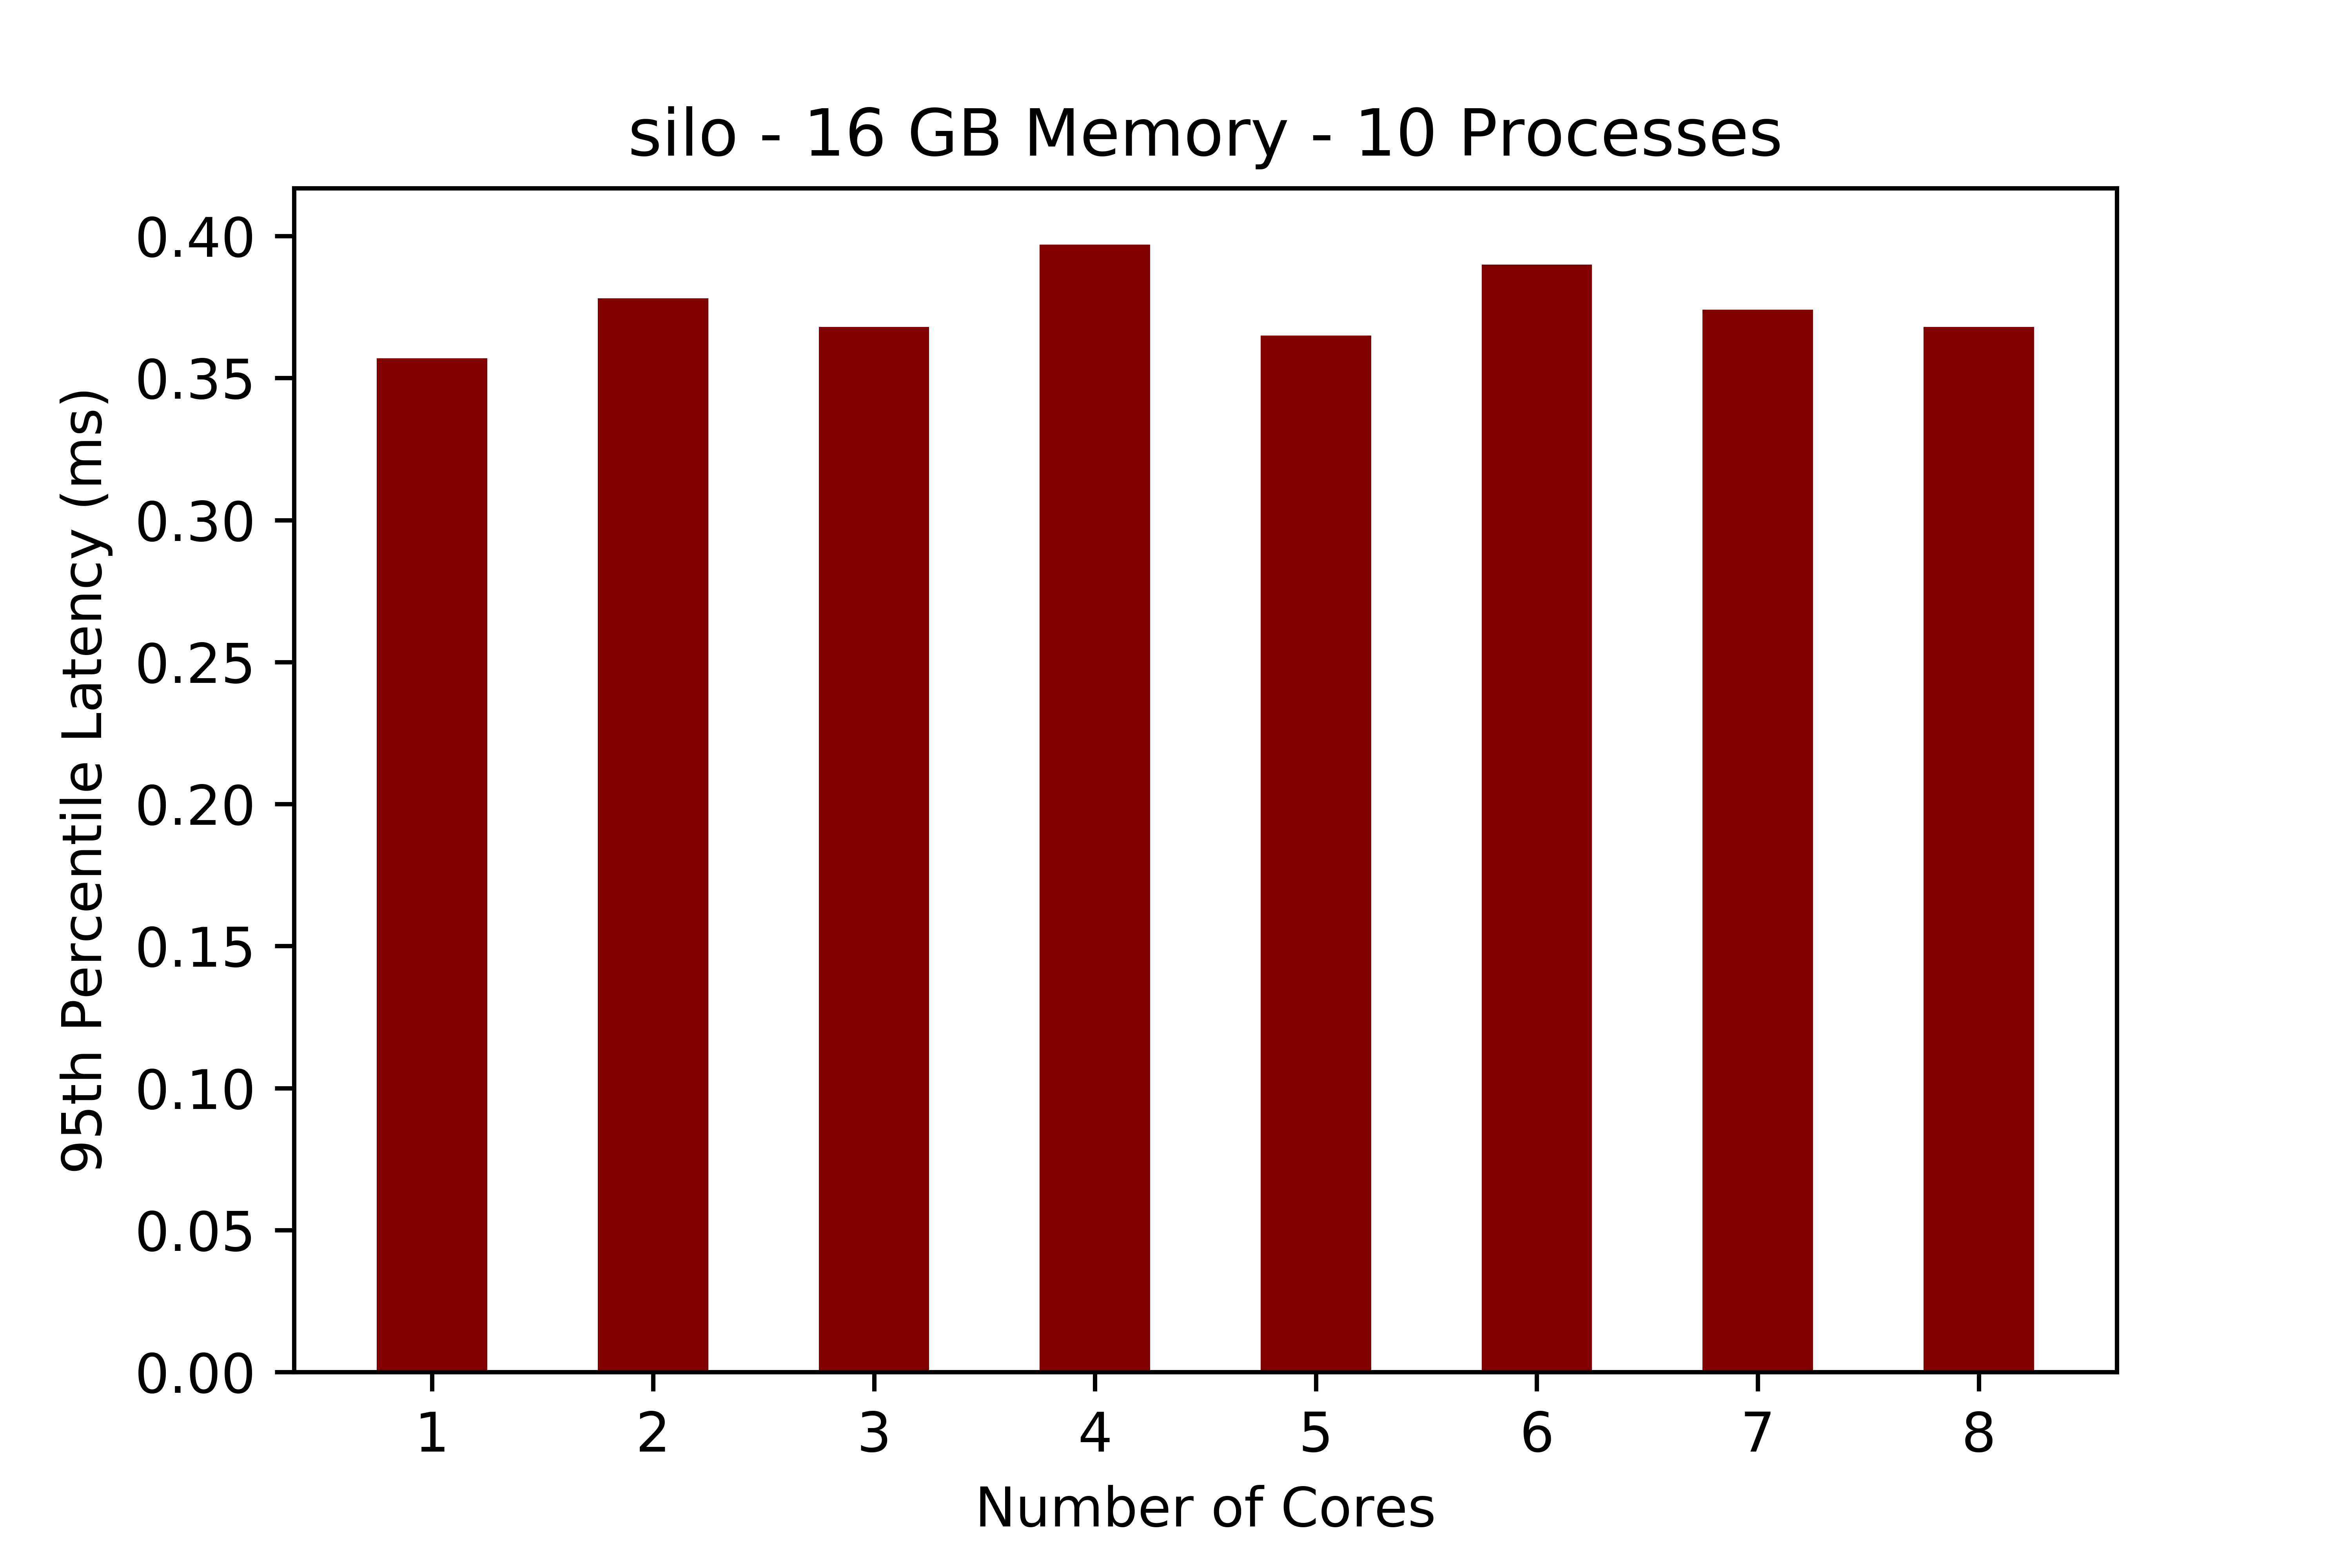 silo - 16 GB Memory - 10 Processes
95th Percentile Latency (ms)
0.40
0.35
0.30
0.25
0.20
0.15
0.10
0.05
0.00
1 2 3 4 5 6 7 8
Number of Cores